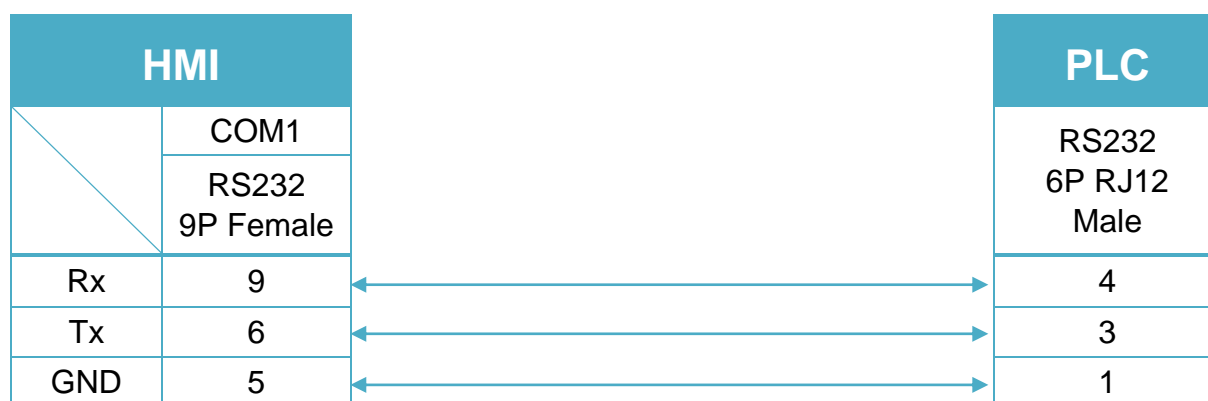 HMI
PLC
COM1
RS232
9P Female
RS232
6P RJ12
Male
Rx 9 4
Tx 6 3
GND 5 1